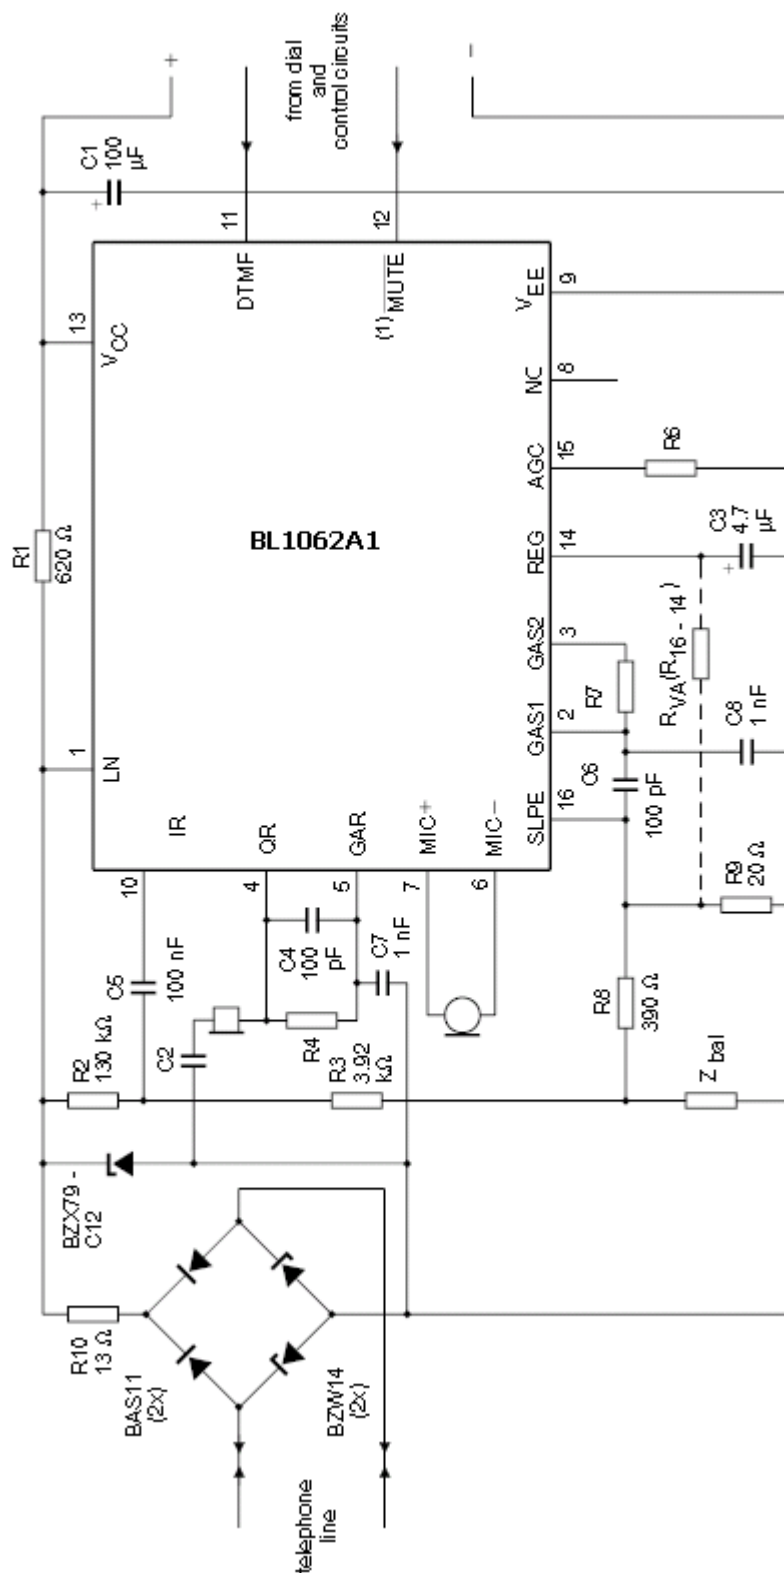 R1
620 Ω
R10
13 Ω
BZX79 -
C12
R2
130 kΩ
C5
100 nF
10
IR
1
LN
13
VCC
C1
100
µF
+
+
BAS11
(2x)
C2
4
QR
11
DTMF
from dial
and
control circuits
telephone
line
C4
100
pF
R4
5
GAR
BL1062A1
BZW14
(2x)
R3
3.92
kΩ
C7
1 nF
7
MIC+
12
MUTE
(1)
6
MIC−
−
SLPE
GAS1
GAS2
REG
AGC
NC
VEE
16
2
3
14
15
8
9
C6
100 pF
R7
R8
390 Ω
RVA(R16 - 14)
R6
Zbal
R9
20 Ω
C8
1 nF
+
C3
4.7
µF